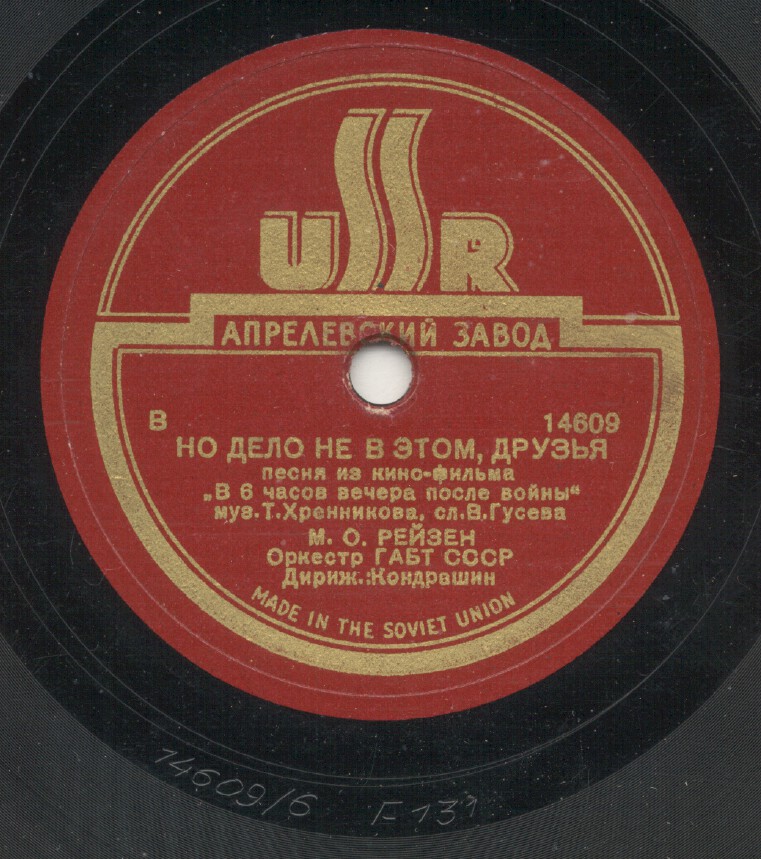 USSR
АПРЕЛЕВСКИЙ ЗАВОД
В 14609
НО ДЕЛО НЕ В ЭТОМ, ДРУЗЬЯ
песня из кино-фильма
„В 6 часов вечера после войны“
муз.Т.Хренникова, сл.В.Гусева
М. О. РЕЙЗЕН
Оркестр ГАБТ СССР
Дириж.:Кондрашин
MADE IN THE SOVIET UNION
14609/6 F 131